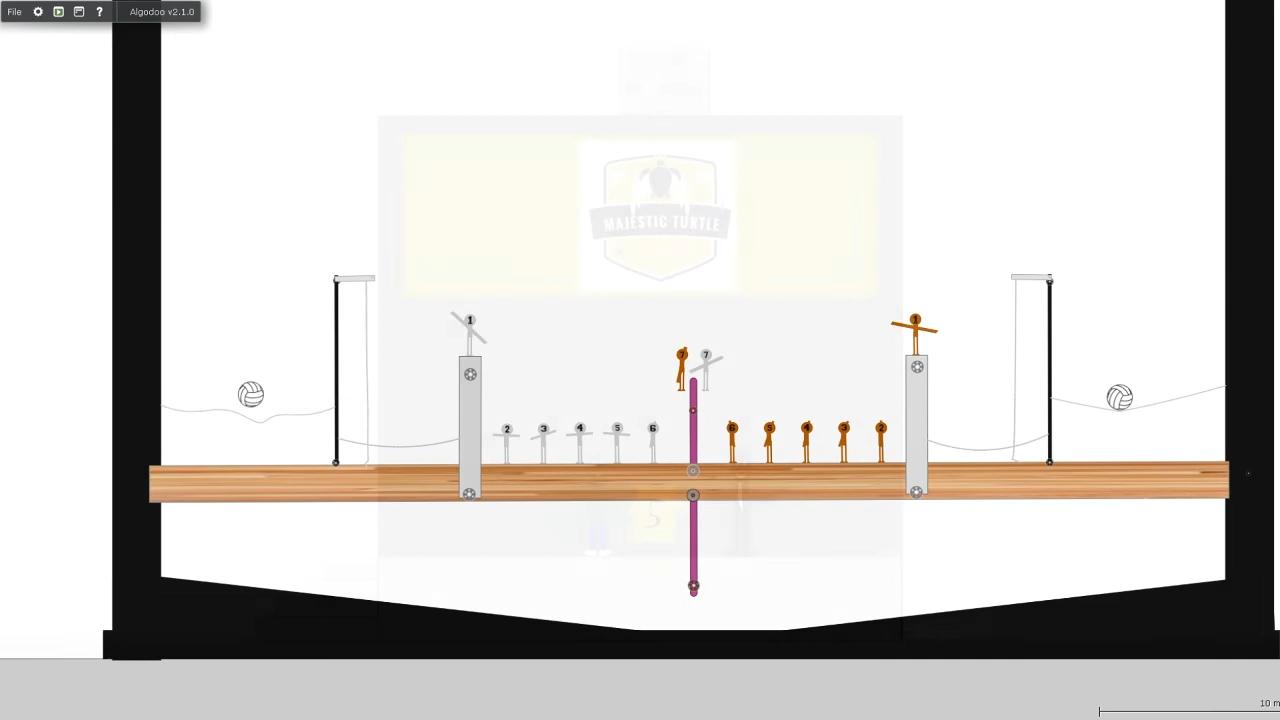 File ? Algodoo v2.1.0
MAJESTIC TURTLE
1 1
7 7
2 3 4 5 6 6 5 4 3 2
10 m